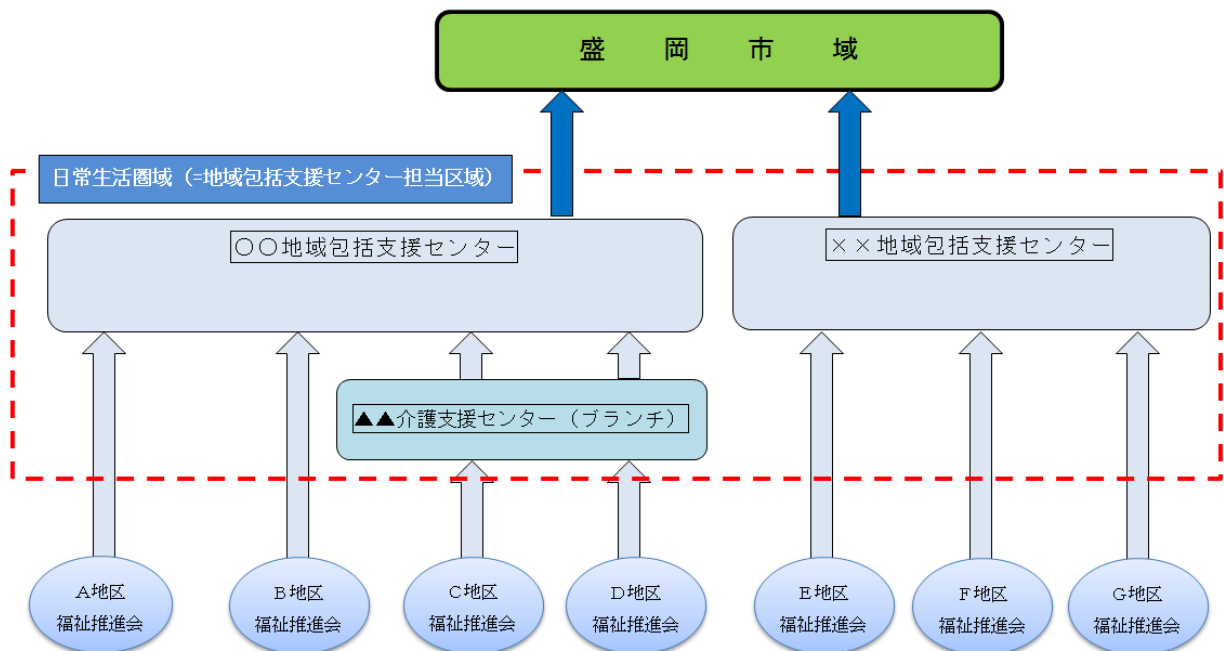 盛岡市域
日常生活圏域（=地域包括支援センター担当区域）
○○地域包括支援センター
××地域包括支援センター
▲▲介護支援センター（ブランチ）
A地区
福祉推進会
B地区
福祉推進会
C地区
福祉推進会
D地区
福祉推進会
E地区
福祉推進会
F地区
福祉推進会
G地区
福祉推進会